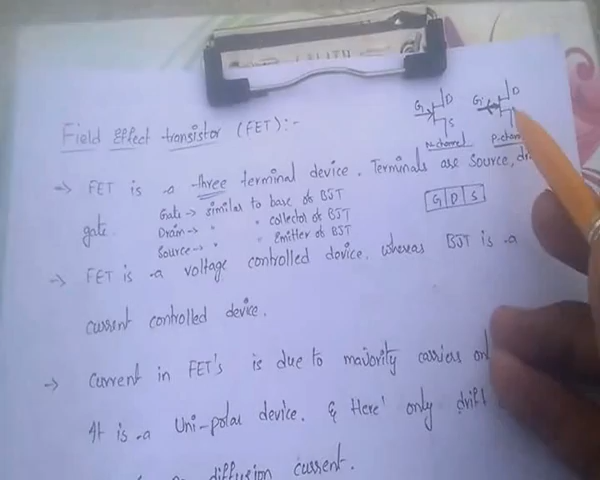 Field Effect transistor (FET):-
G D S
G D
n-channel
p-chan
-> FET is a three terminal device. Terminals are Source, dr
gate. Gate -> similar to base of BJT
Drain -> " " collector of BJT
Source -> " " Emitter of BJT
G D S
-> FET is a voltage controlled device. whereas BJT is a
current controlled device.
-> current in FET's is due to majority carriers onl
It is a Uni-polar device. & Here' only drift
diffusion current.